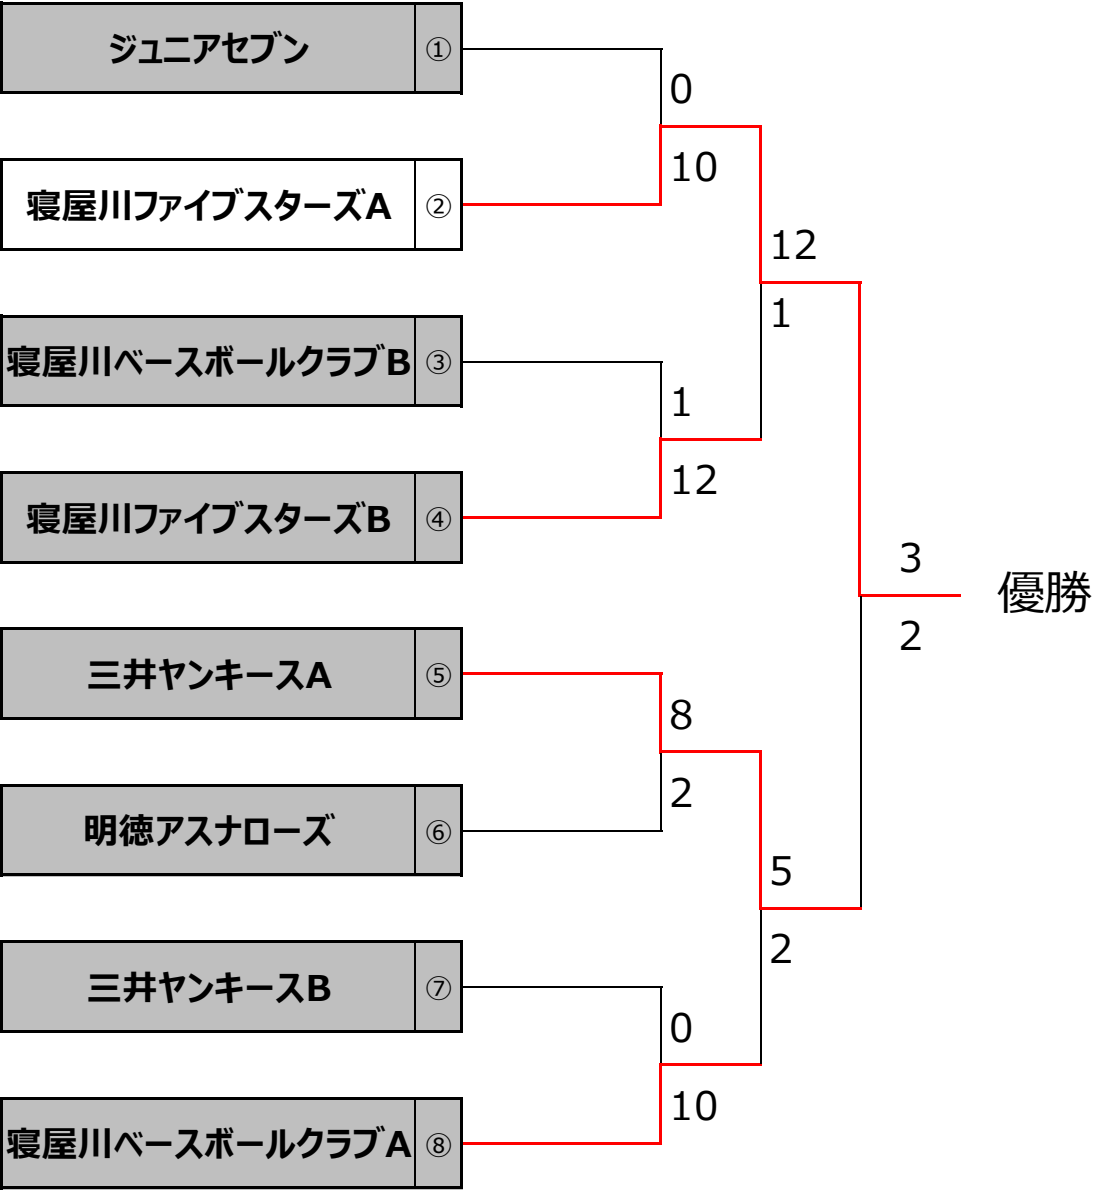 ジュニアセブン ①
0
10
寝屋川ファイブスターズA ②
12
1
寝屋川ベースボールクラブB ③
1
12
寝屋川ファイブスターズB ④
3
優勝
2
三井ヤンキースA ⑤
8
2
明徳アスナローズ ⑥
5
2
三井ヤンキースB ⑦
0
10
寝屋川ベースボールクラブA ⑧